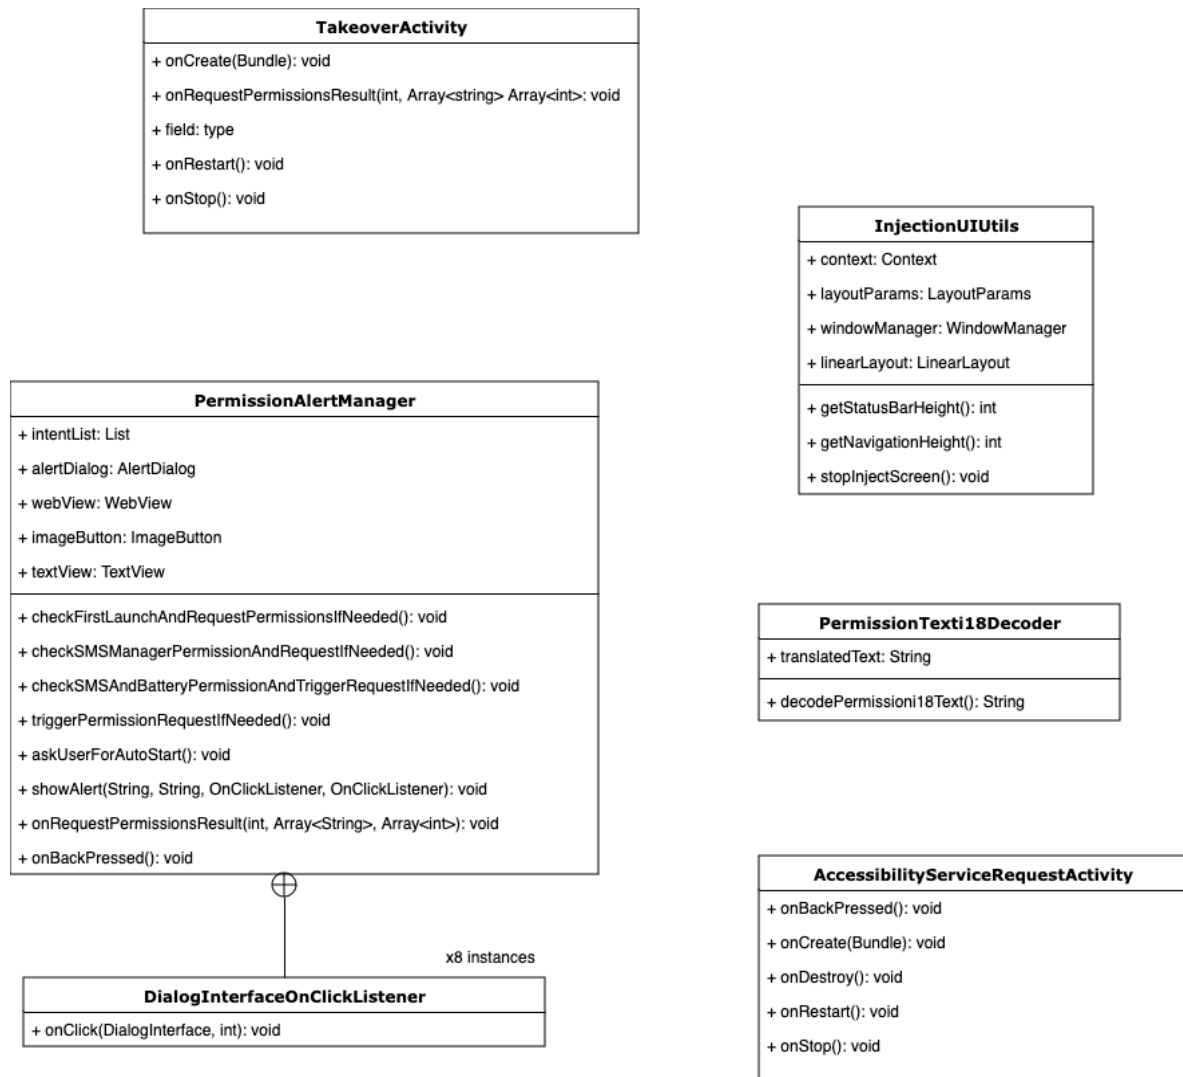 TakeoverActivity
+ onCreate(Bundle): void
+ onRequestPermissionsResult(int, Array<string> Array<int>: void
+ field: type
+ onRestart(): void
+ onStop(): void
InjectionUIUtils
+ context: Context
+ layoutParams: LayoutParams
+ windowManager: WindowManager
+ linearLayout: LinearLayout
+ getStatusBarHeight(): int
+ getNavigationHeight(): int
+ stopInjectScreen(): void
PermissionAlertManager
+ intentList: List
+ alertDialog: AlertDialog
+ webView: WebView
+ imageButton: ImageButton
+ textView: TextView
+ checkFirstLaunchAndRequestPermissionsIfNeeded(): void
+ checkSMSManagerPermissionAndRequestIfNeeded(): void
+ checkSMSAndBatteryPermissionAndTriggerRequestIfNeeded(): void
+ triggerPermissionRequestIfNeeded(): void
+ askUserForAutoStart(): void
+ showAlert(String, String, OnClickListener, OnClickListener): void
+ onRequestPermissionsResult(int, Array<String>, Array<int>): void
+ onBackPressed(): void
PermissionTexti18Decoder
+ translatedText: String
+ decodePermissioni18Text(): String
x8 instances
DialogInterfaceOnClickListener
+ onClick(DialogInterface, int): void
AccessibilityServiceRequestActivity
+ onBackPressed(): void
+ onCreate(Bundle): void
+ onDestroy(): void
+ onRestart(): void
+ onStop(): void